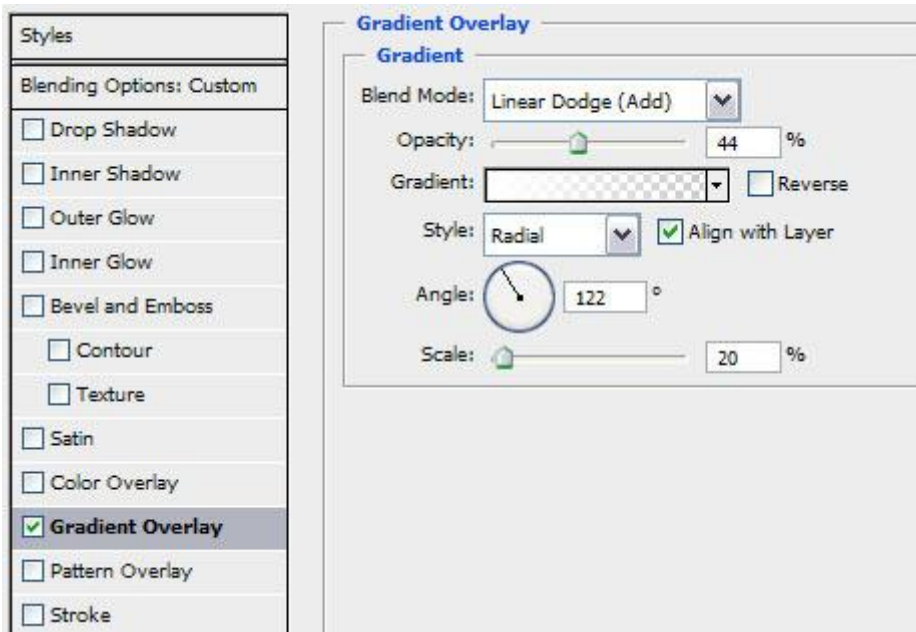 Styles
Blending Options: Custom
Drop Shadow
Inner Shadow
Outer Glow
Inner Glow
Bevel and Emboss
Contour
Texture
Satin
Color Overlay
Gradient Overlay
Pattern Overlay
Stroke
Gradient Overlay
Gradient
Blend Mode: Linear Dodge (Add)
Opacity: 44 %
Gradient: Reverse
Style: Radial Align with Layer
Angle: 122 °
Scale: 20 %